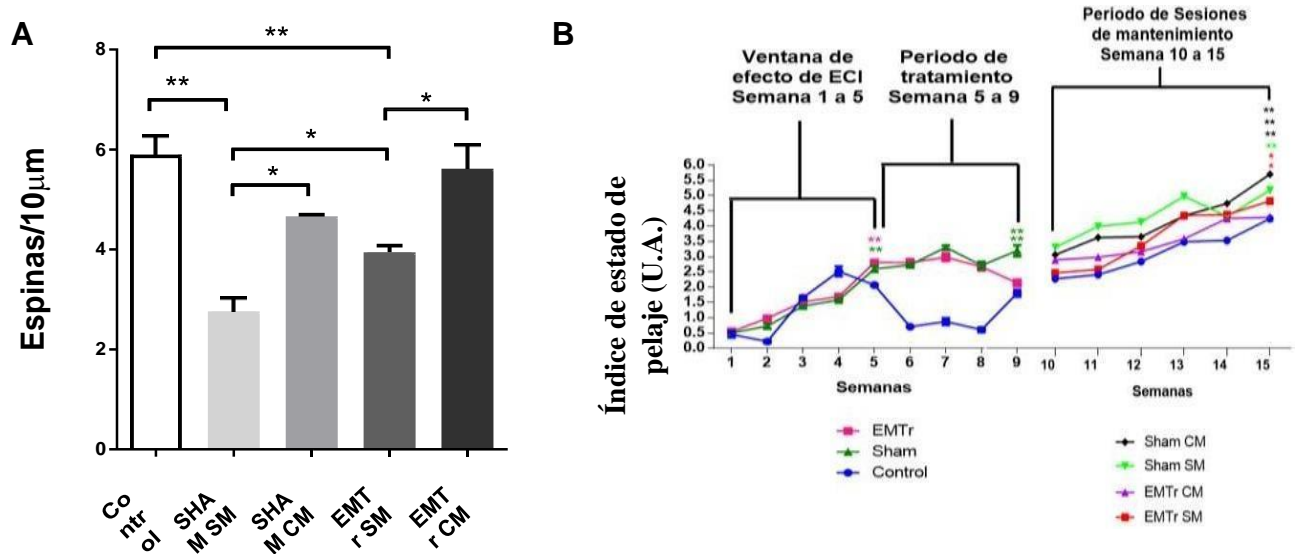 A
Espinas/10μm
8
6
4
2
0
**
**
*
*
*
Co
ntr
ol
SHA
M SM
SHA
M CM
EMT
r SM
EMT
r CM
B
Índice de estado de
pelaje (U.A.)
Ventana de
efecto de ECI
Semana 1 a 5
Periodo de
tratamiento
Semana 5 a 9
Periodo de Sesiones
de mantenimiento
Semana 10 a 15
6.0
5.5
5.0
4.5
4.0
3.5
3.0
2.5
2.0
1.5
1.0
0.5
0.0
**
**
**
**
**
**
**
**
*
*
1 2 3 4 5 6 7 8 9
Semanas
10 11 12 13 14 15
Semanas
EMTr
Sham
Control
Sham CM
Sham SM
EMTr CM
EMTr SM